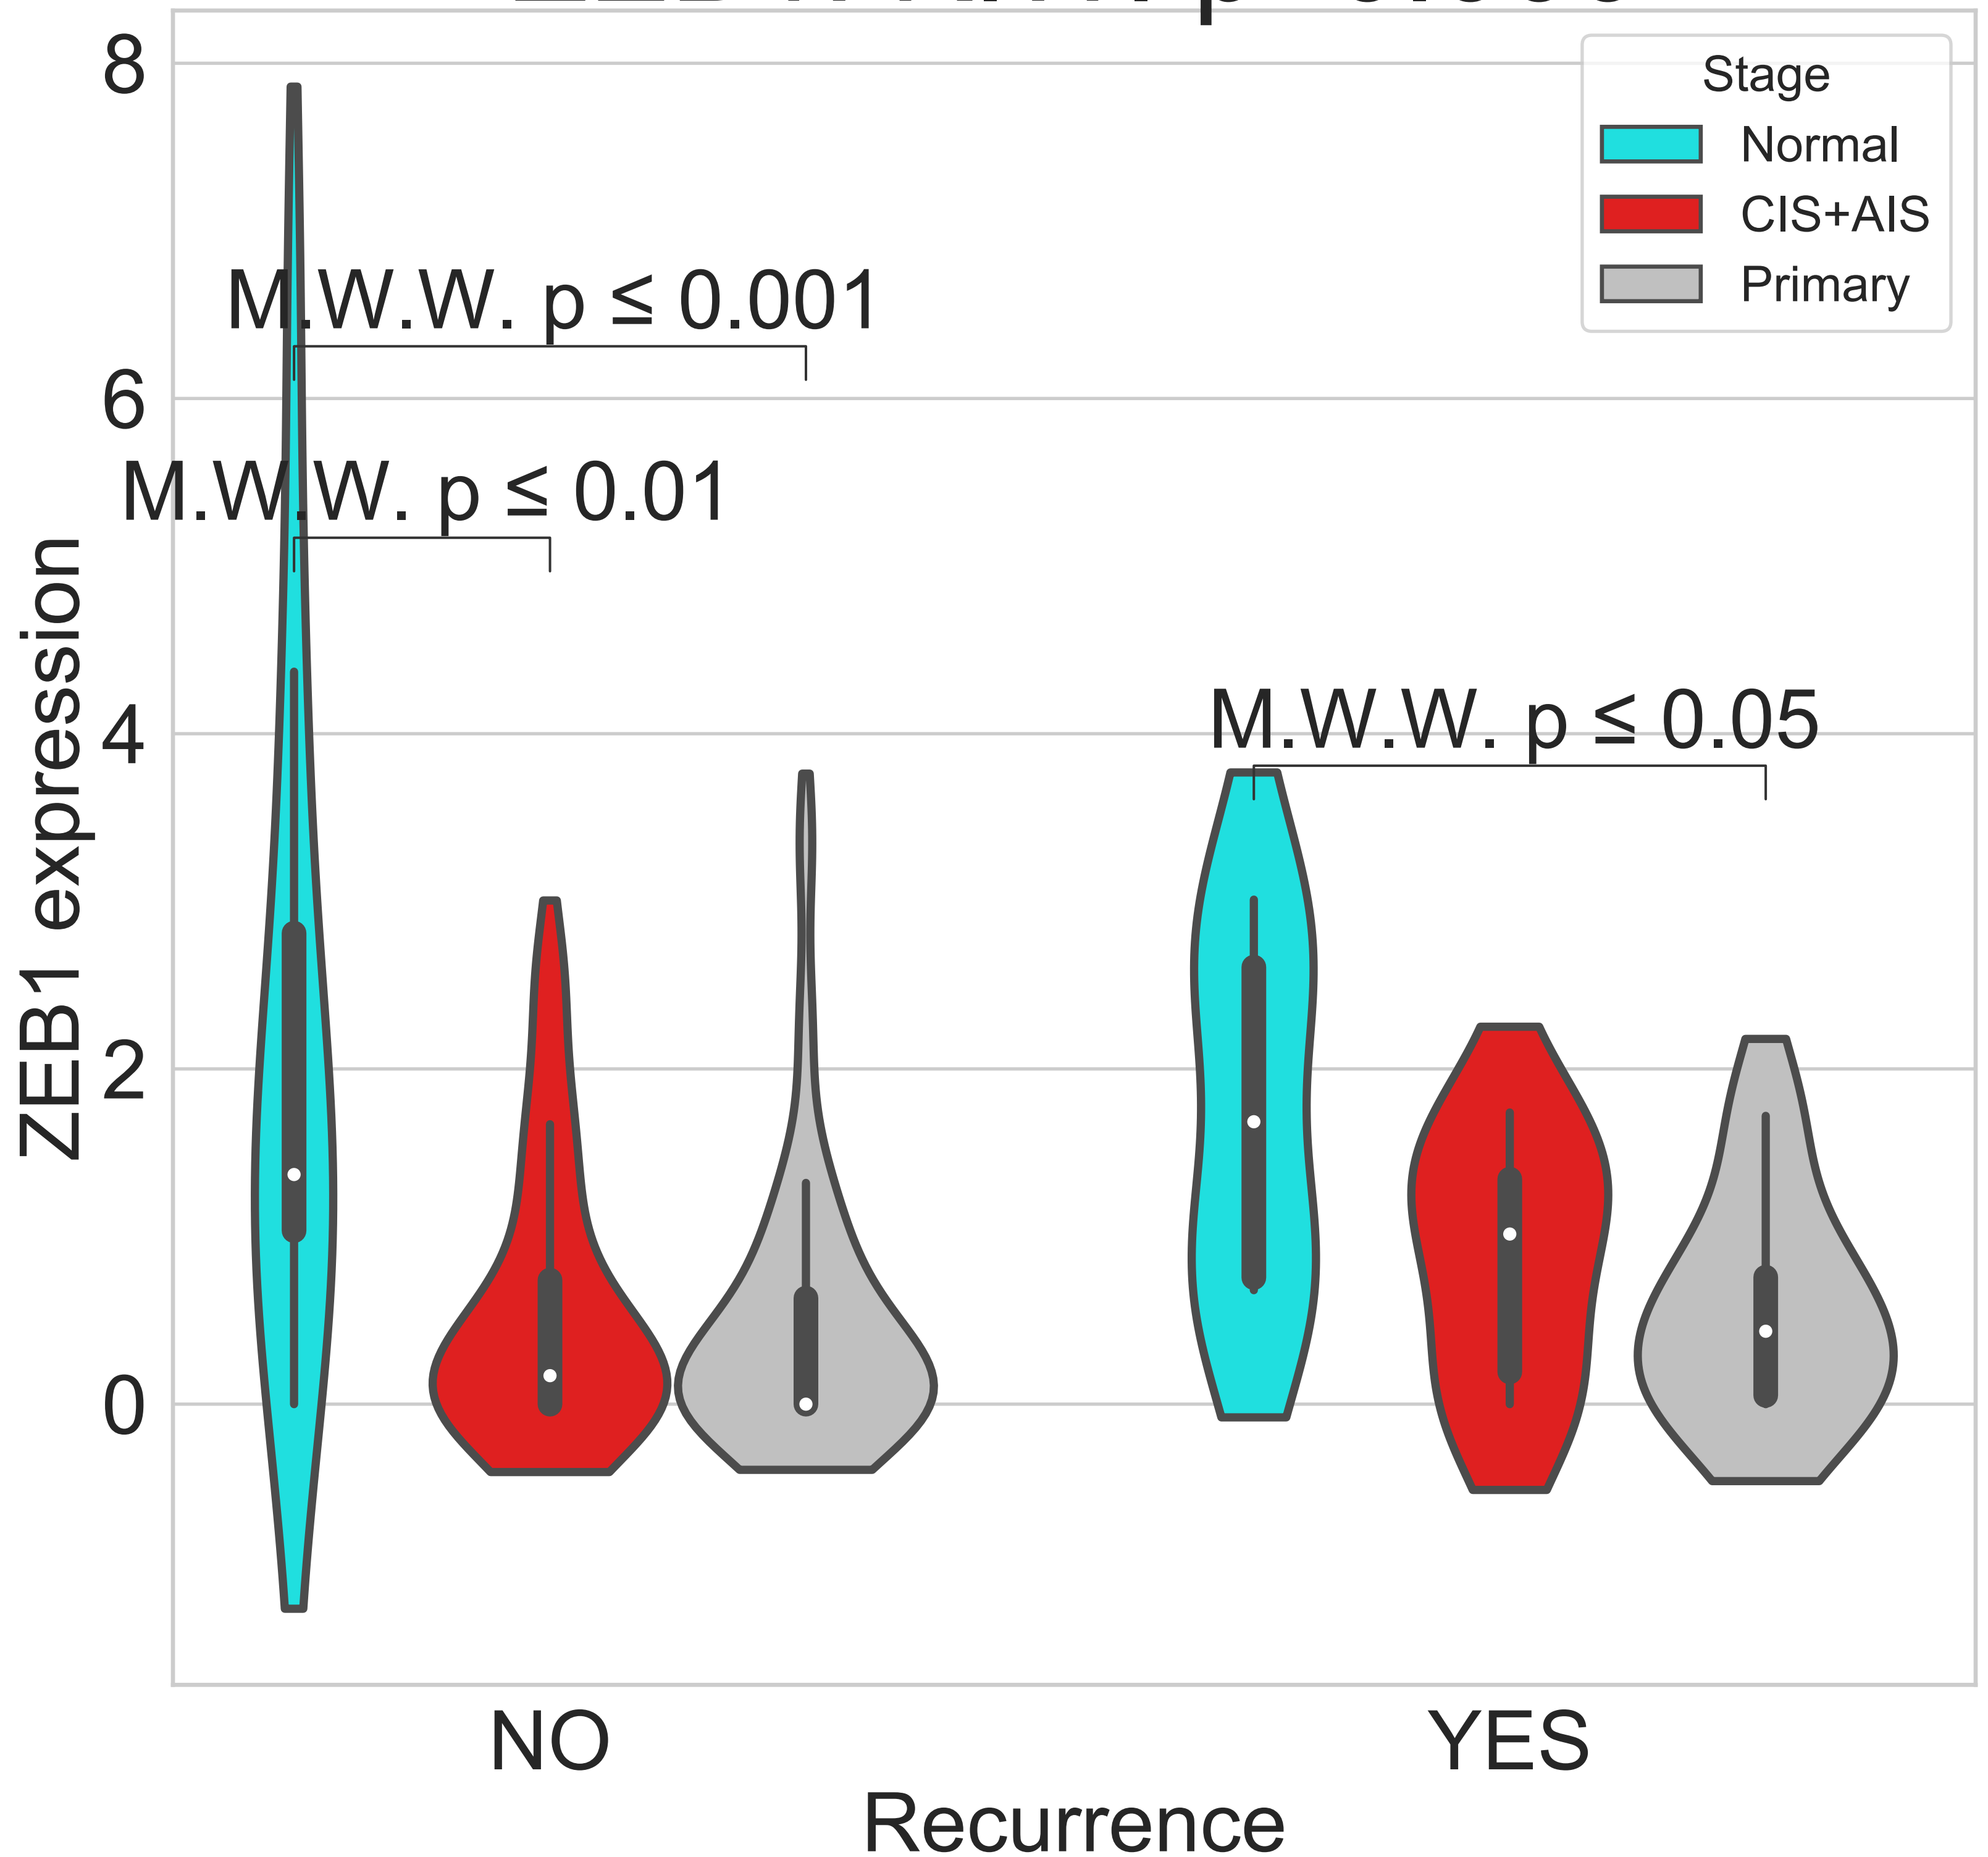 8
Stage
Normal
CIS+AIS
Primary
M.W.W. p ≤ 0.001
6
M.W.W. p ≤ 0.01
ZEB1 expression
M.W.W. p ≤ 0.05
4
2
0
NO
YES
Recurrence